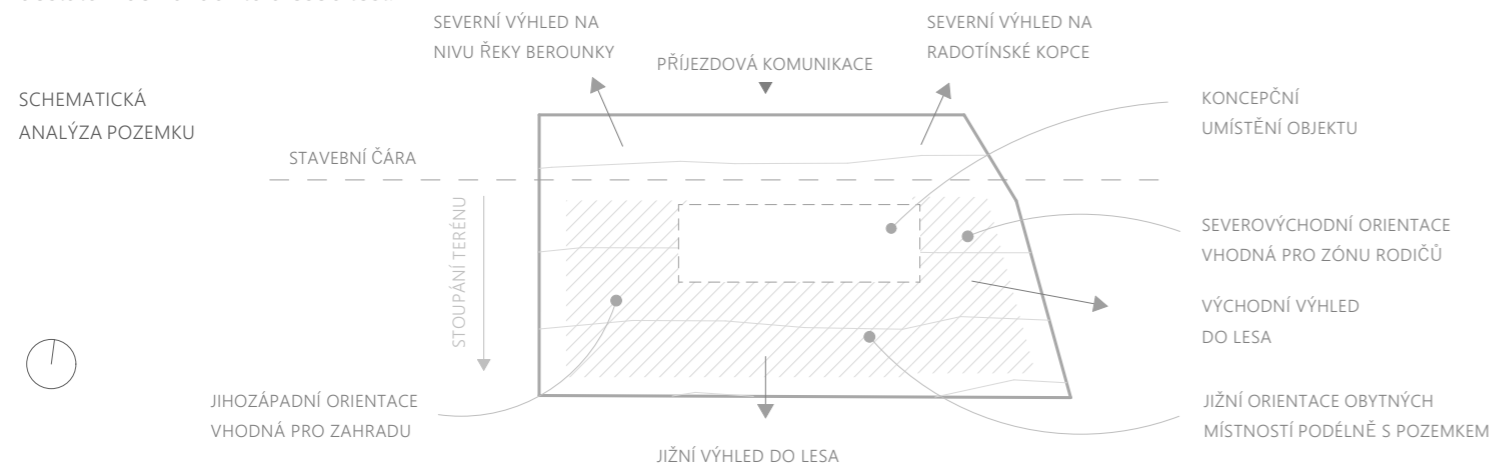 SEVERNÍ VÝHLED NA
NIVU ŘEKY BEROUNKY
SEVERNÍ VÝHLED NA
RADOTÍNSKÉ KOPCE
PŘÍJEZDOVÁ KOMUNIKACE
SCHEMATICKÁ
ANALÝZA POZEMKU
KONCEPČNÍ
UMÍSTĚNÍ OBJEKTU
STAVEBNÍ ČÁRA
STOUPÁNÍ TERÉNU
SEVEROVÝCHODNÍ ORIENTACE
VHODNÁ PRO ZÓNU RODIČŮ
VÝCHODNÍ VÝHLED
DO LESA
JIHOZÁPADNÍ ORIENTACE
VHODNÁ PRO ZAHRADU
JIŽNÍ ORIENTACE OBYTNÝCH
MÍSTNOSTÍ PODÉLNĚ S POZEMKEM
JIŽNÍ VÝHLED DO LESA